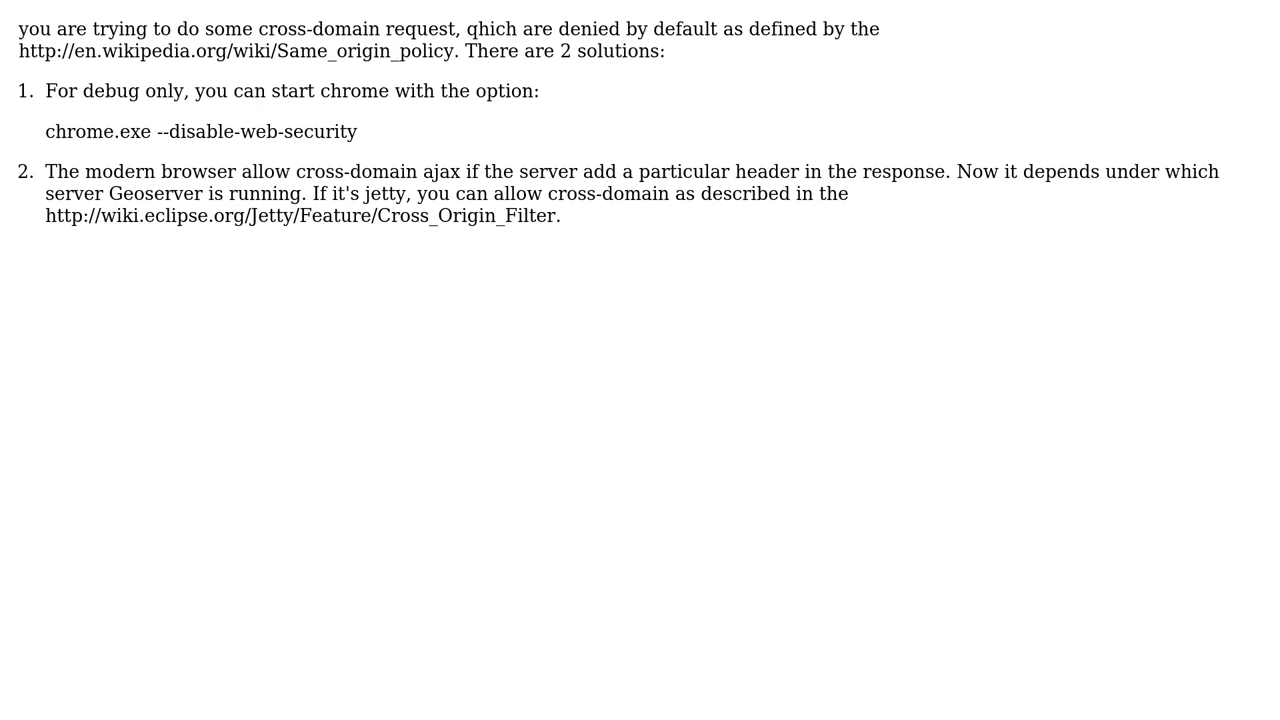 you are trying to do some cross-domain request, qhich are denied by default as defined by the
http://en.wikipedia.org/wiki/Same_origin_policy. There are 2 solutions:
1. For debug only, you can start chrome with the option:
chrome.exe --disable-web-security
2. The modern browser allow cross-domain ajax if the server add a particular header in the response. Now it depends under which
server Geoserver is running. If it's jetty, you can allow cross-domain as described in the
http://wiki.eclipse.org/Jetty/Feature/Cross_Origin_Filter.